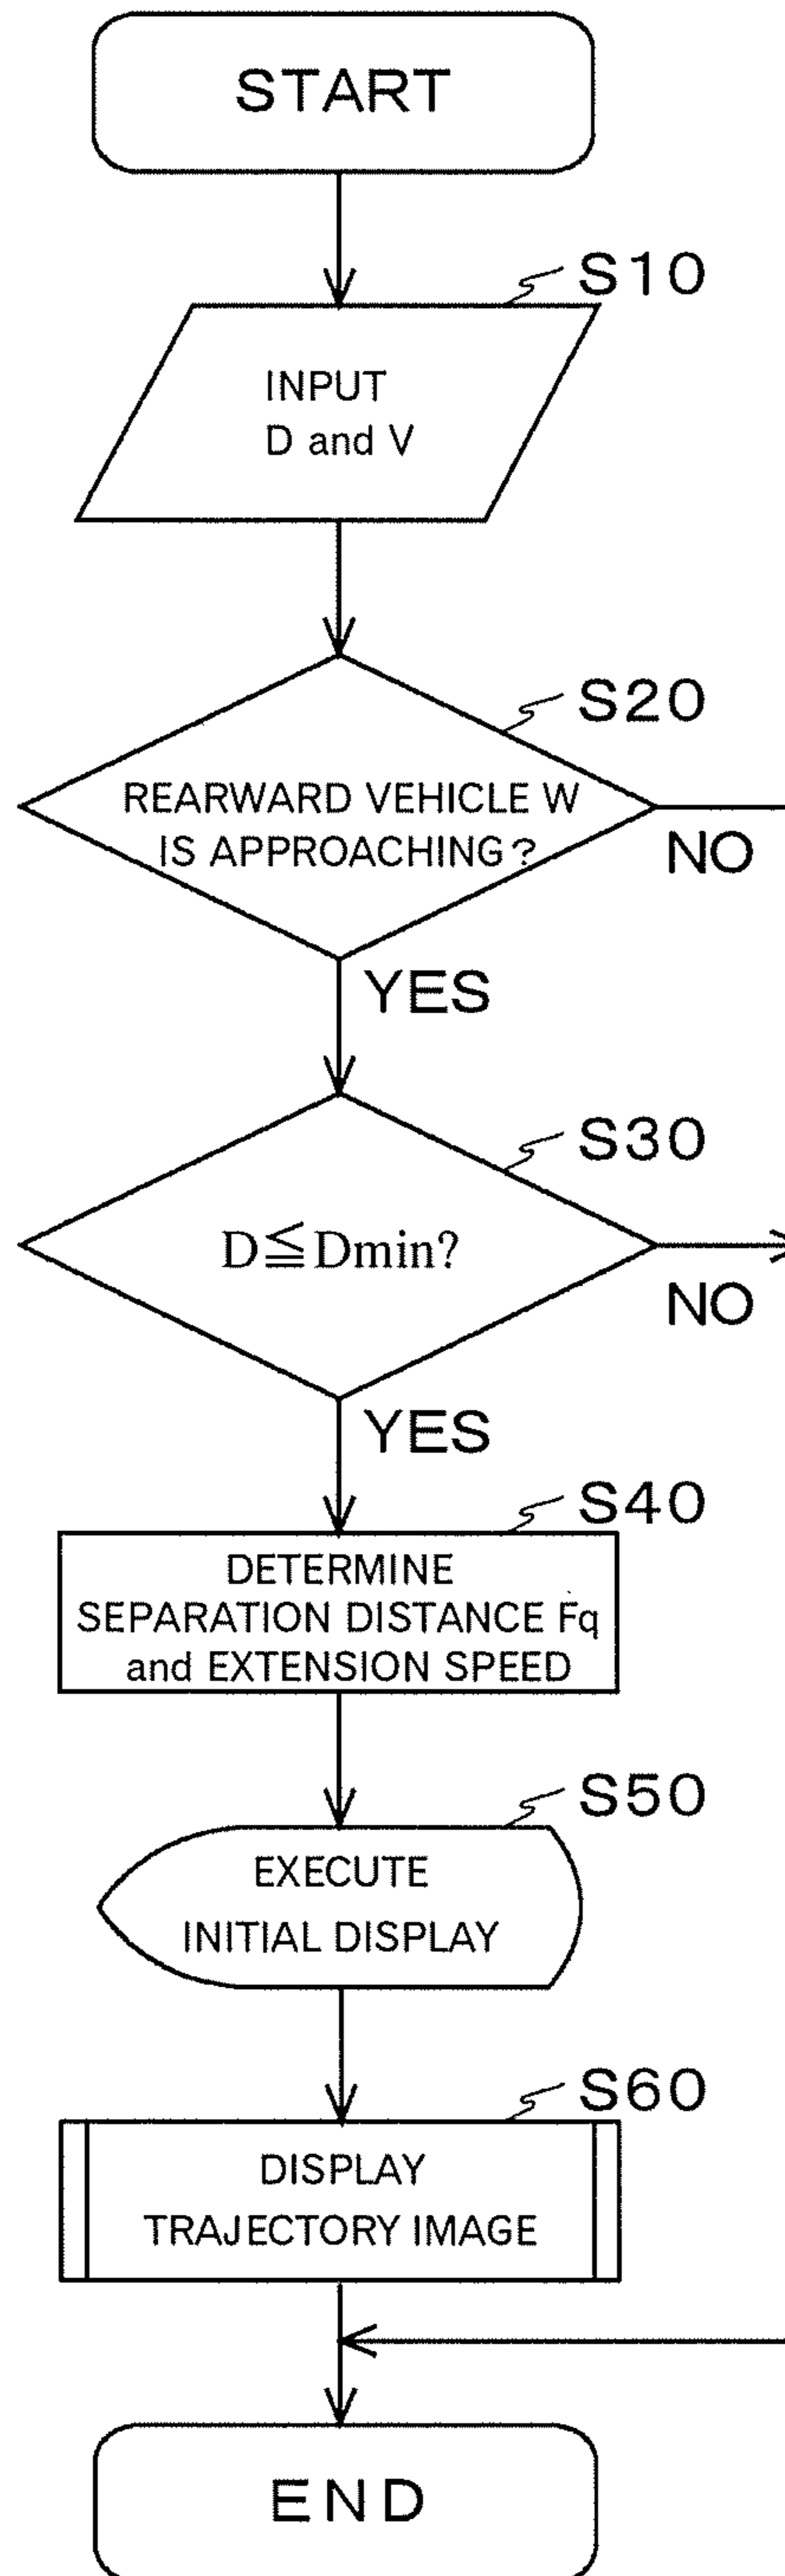 START
S10
INPUT
D and V
S20
REARWARD VEHICLE W
IS APPROACHING?
NO
YES
S30
D≦Dmin?
NO
YES
S40
DETERMINE
SEPARATION DISTANCE Fq
and EXTENSION SPEED
S50
EXECUTE
INITIAL DISPLAY
S60
DISPLAY
TRAJECTORY IMAGE
END